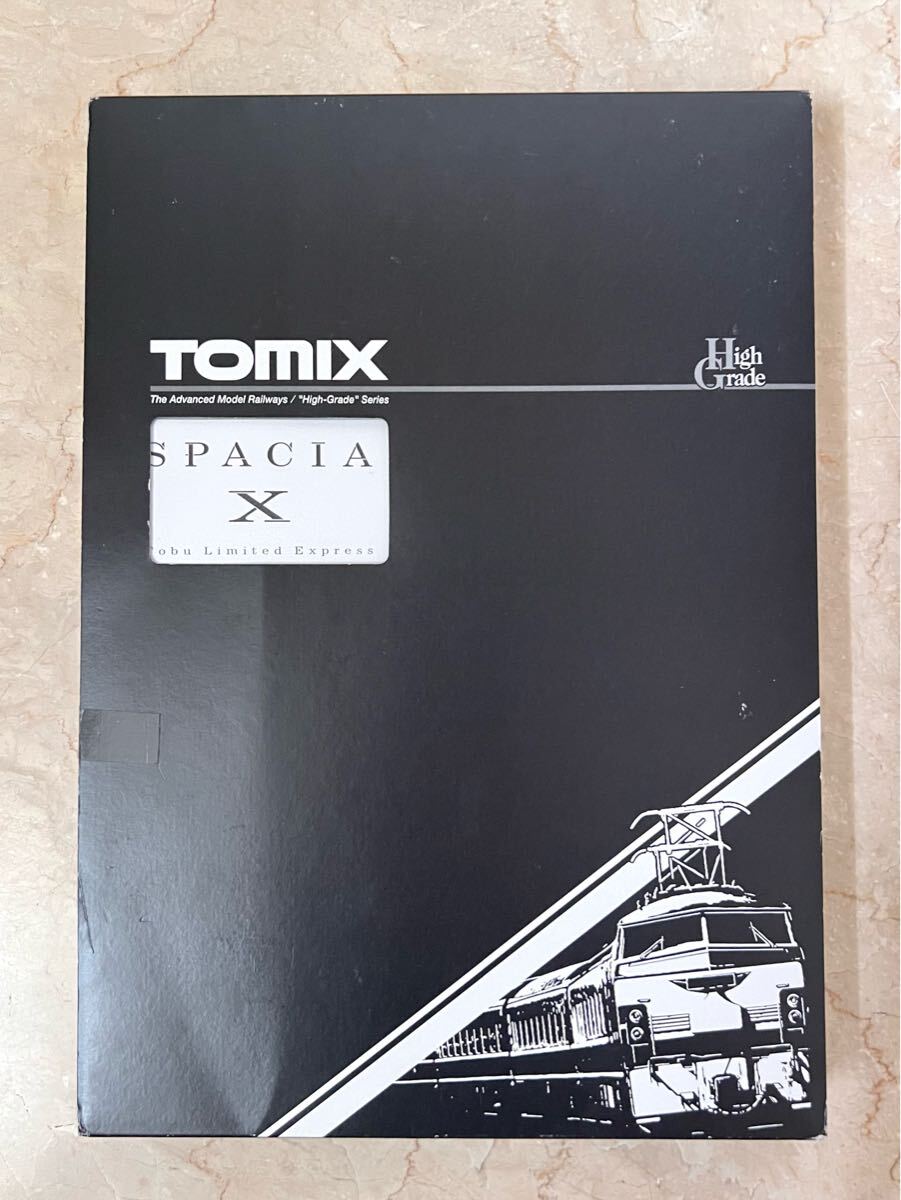 TOMIX
High
Grade
The Advanced Model Railways / "High-Grade" Series
SPACIA
X
obu Limited Express